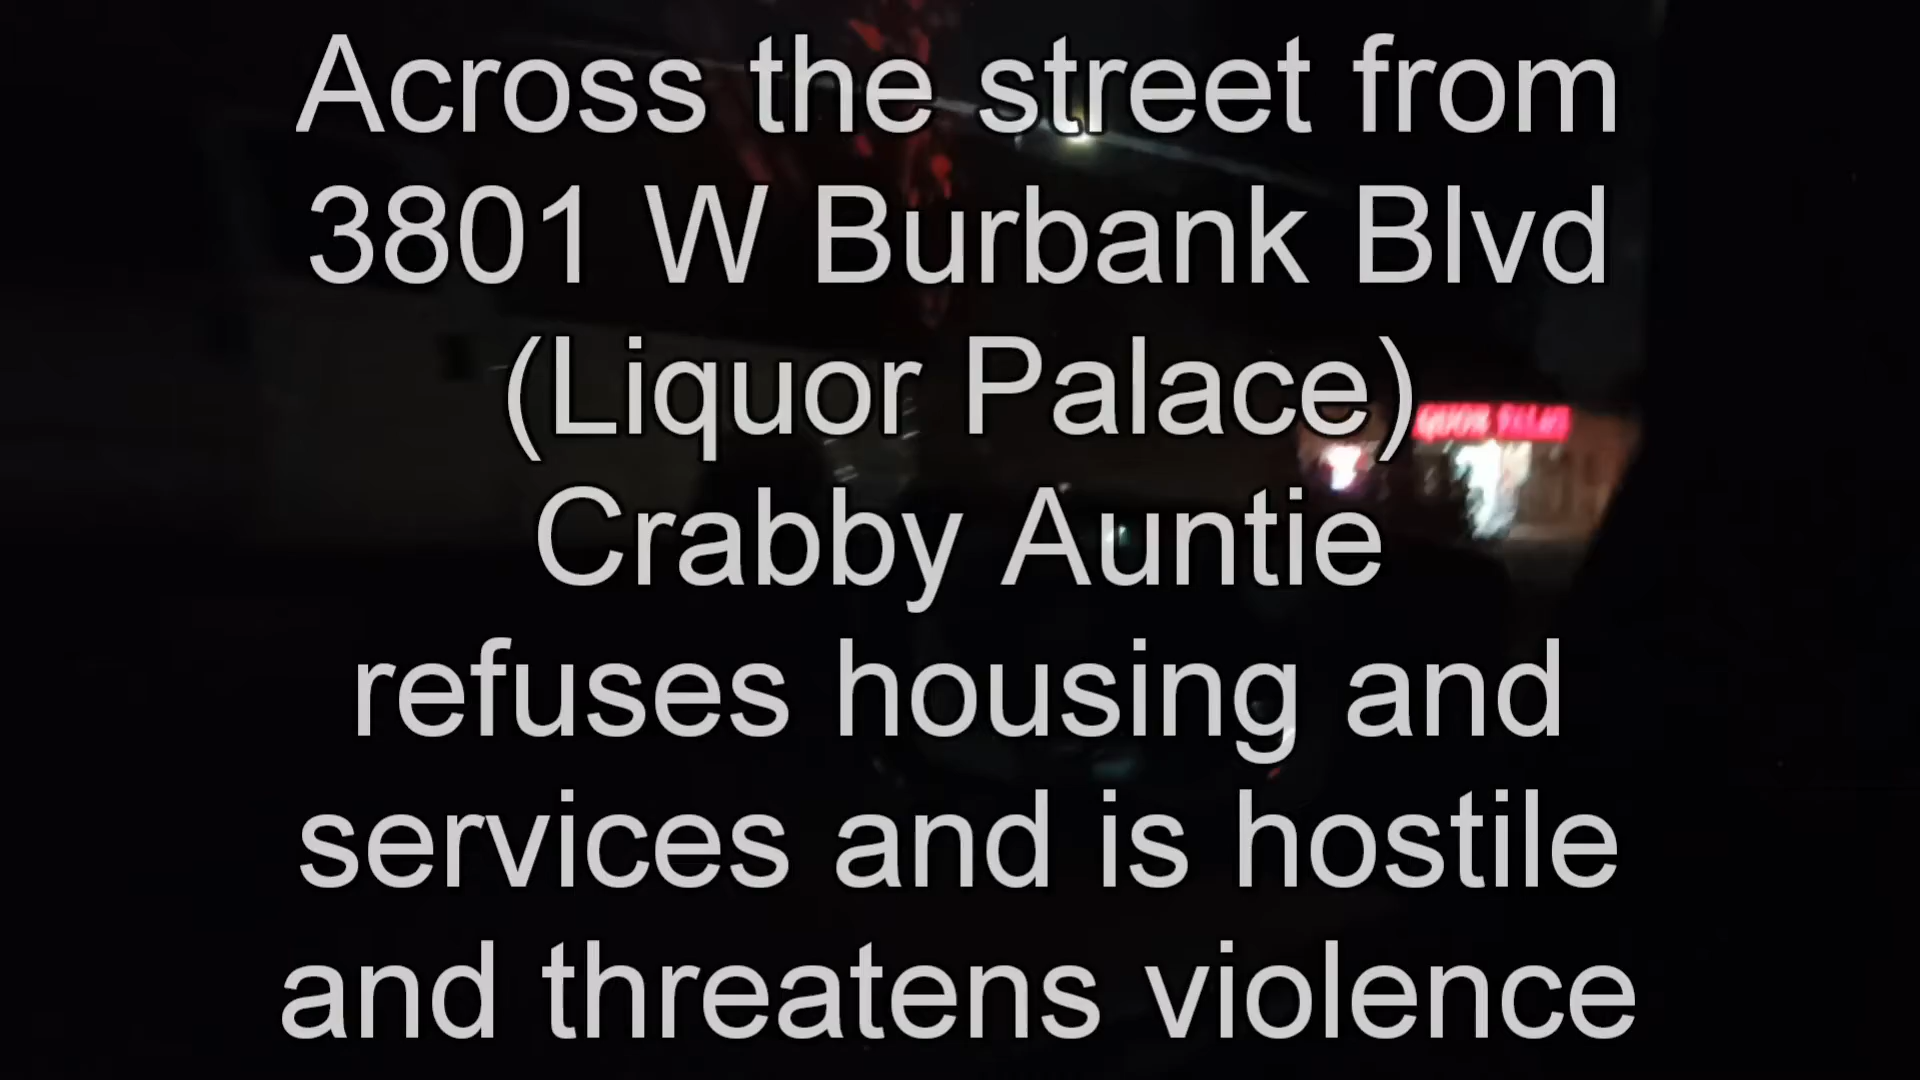 Across the street from
3801 W Burbank Blvd
(Liquor Palace)
Crabby Auntie
refuses housing and
services and is hostile
and threatens violence